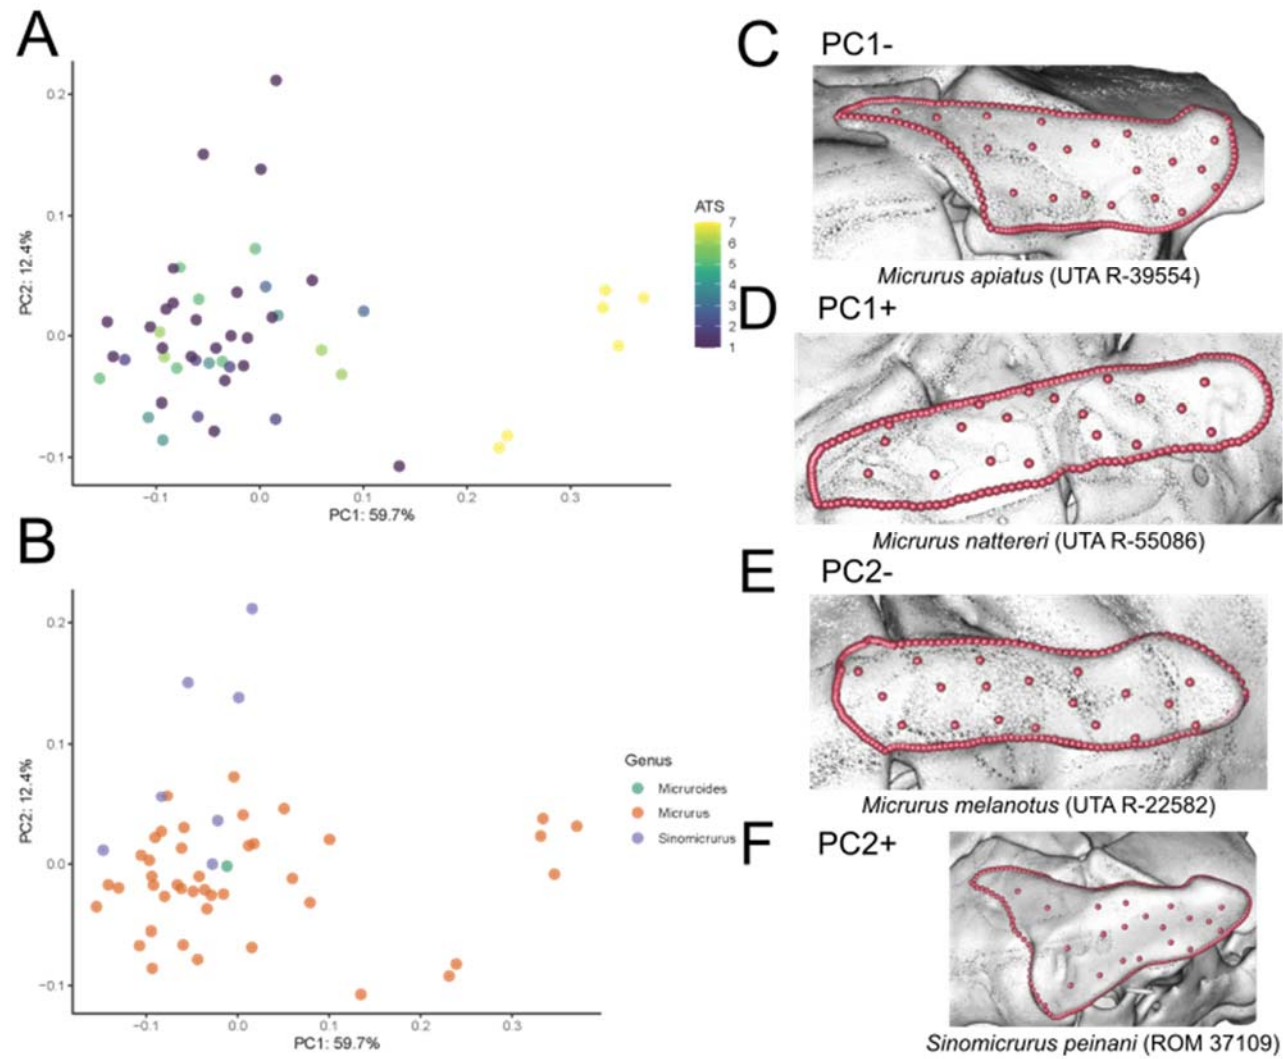 A
0.2
0.1
0.0
−0.1
PC2: 12.4%
−0.1
0.0
0.1
0.2
0.3
PC1: 59.7%
ATS
7
6
5
4
3
2
1
B
0.2
0.1
0.0
−0.1
PC2: 12.4%
−0.1
0.0
0.1
0.2
0.3
PC1: 59.7%
Genus
Micruroides
Micrurus
Sinomicrurus
C
PC1-
Micrurus apiatus (UTA R-39554)
D
PC1+
Micrurus nattereri (UTA R-55086)
E
PC2-
Micrurus melanotus (UTA R-22582)
F
PC2+
Sinomicrurus peinani (ROM 37109)